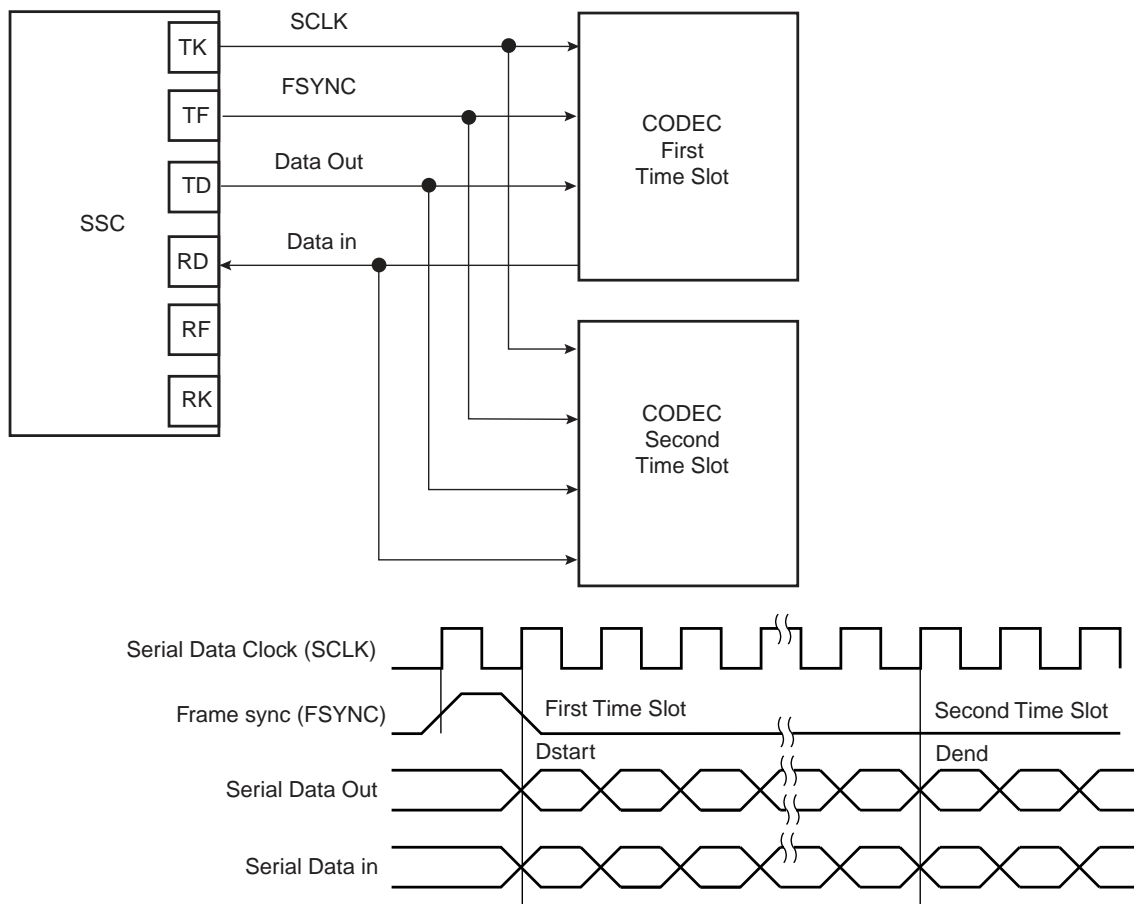 SCLK
TK
FSYNC
TF
CODEC
First
Time Slot
Data Out
TD
SSC
Data in
RD
RF
RK
CODEC
Second
Time Slot
Serial Data Clock (SCLK)
Frame sync (FSYNC)
First Time Slot
Second Time Slot
Dstart
Dend
Serial Data Out
Serial Data in